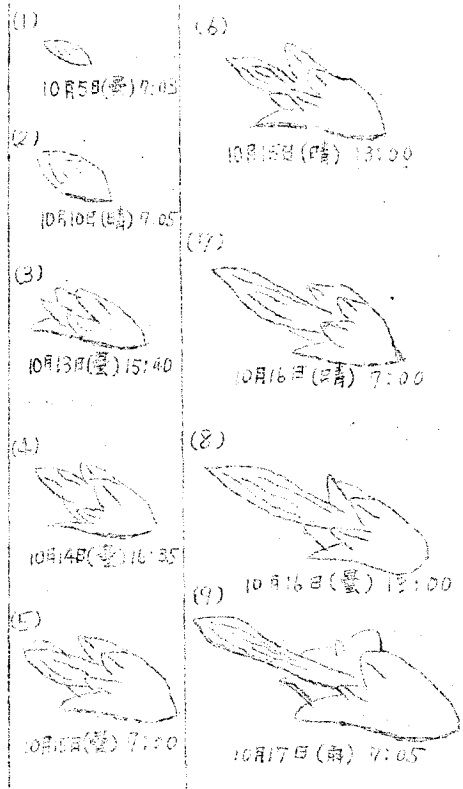 (1)
10月5日(曇) 7:05
(2)
10月10日(晴) 7:05
(3)
10月13日(曇) 15:40
(4)
10月14日(曇) 16:35
(5)
10月15日(曇) 7:00
(6)
10月15日(晴) 13:00
(7)
10月16日(晴) 7:00
(8)
10月16日(曇) 13:00
(9)
10月17日(雨) 7:05